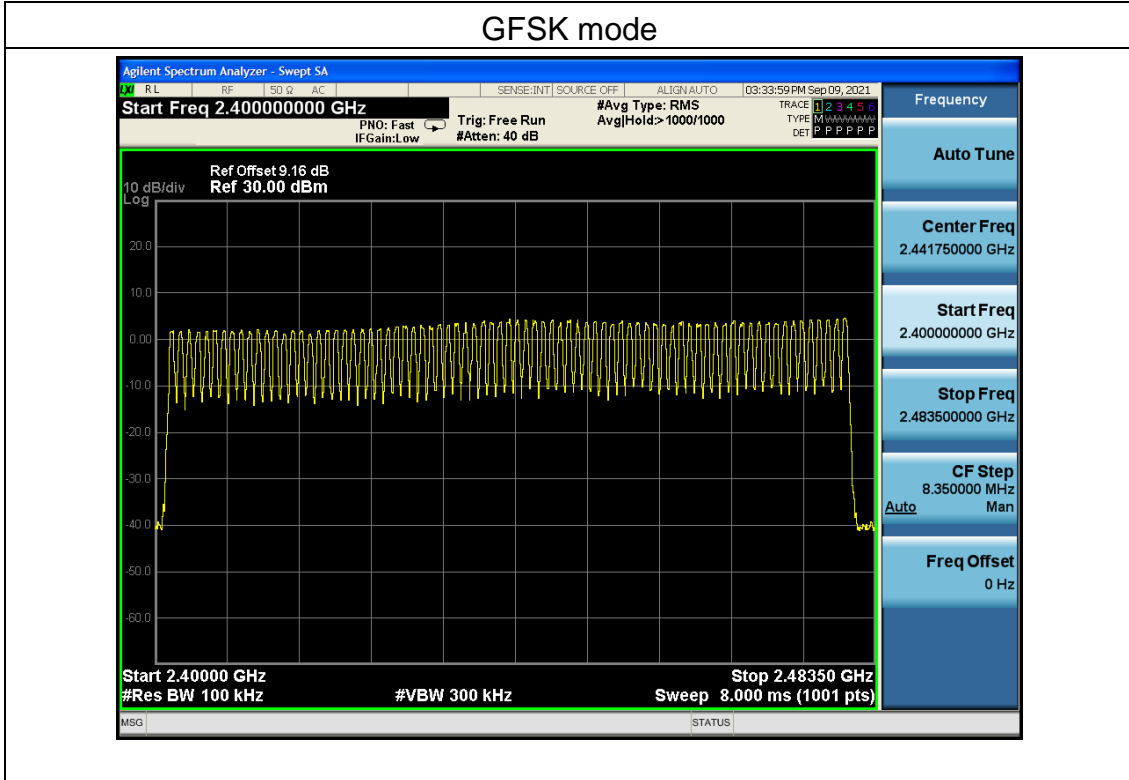 GFSK mode
Agilent Spectrum Analyzer - Swept SA
LXI RL RF 50 Ω AC SENSE:INT SOURCE OFF ALIGN AUTO 03:33:59 PM Sep 09, 2021
Start Freq 2.400000000 GHz
PNO: Fast
IFGain:Low
Trig: Free Run
#Atten: 40 dB
#Avg Type: RMS
Avg|Hold:> 1000/1000
TRACE 1 2 3 4 5 6
TYPE M WWWWW
DET P P P P P P
Ref Offset 9.16 dB
10 dB/div Ref 30.00 dBm
Log
20.0
10.0
0.00
-10.0
-20.0
-30.0
-40.0
-50.0
-60.0
Start 2.40000 GHz Stop 2.48350 GHz
#Res BW 100 kHz #VBW 300 kHz Sweep 8.000 ms (1001 pts)
MSG STATUS
Frequency
Auto Tune
Center Freq
2.441750000 GHz
Start Freq
2.400000000 GHz
Stop Freq
2.483500000 GHz
CF Step
8.350000 MHz
Auto Man
Freq Offset
0 Hz